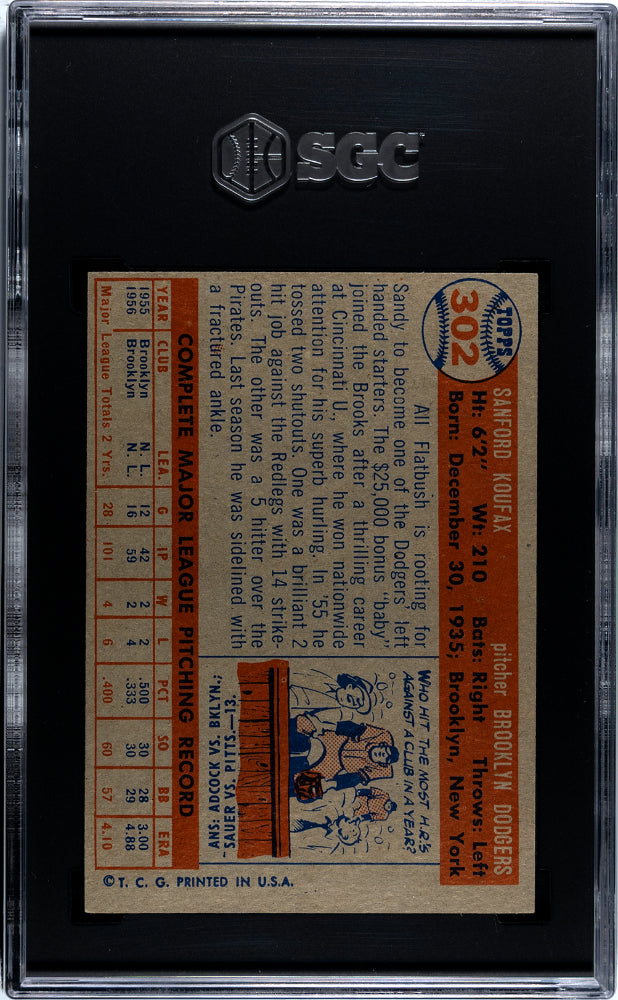 SGC
TOPPS
302
SANFORD KOUFAX pitcher BROOKLYN DODGERS
Ht: 6'2" Wt: 210 Bats: Right Throws: Left
Born: December 30, 1935; Brooklyn, New York
All Flatbush is rooting for
Sandy to become one of the Dodgers' left
handed starters. The $25,000 bonus "baby"
joined the Brooks after a thrilling career
at Cincinnati U., where he won nationwide
attention for his superb hurling. In '55 he
tossed two shutouts. One was a brilliant 2
hit job against the Redlegs with 14 strike-
outs. The other was a 5 hitter over the
Pirates. Last season he was sidelined with
a fractured ankle.
WHO HIT THE MOST H.R'S
AGAINST A CLUB IN A YEAR?
ANS: ADCOCK VS. BKLYN.;
SAUER VS. PITTS.—13.
COMPLETE MAJOR LEAGUE PITCHING RECORD
YEAR CLUB LEA. G IP W L PCT SO BB ERA
1955 Brooklyn N. L. 12 42 2 2 .500 30 28 3.00
1956 Brooklyn N. L. 16 59 2 4 .333 30 29 4.88
Major League Totals 2 Yrs. 28 101 4 6 .400 60 57 4.10
© T. C. G. PRINTED IN U.S.A.